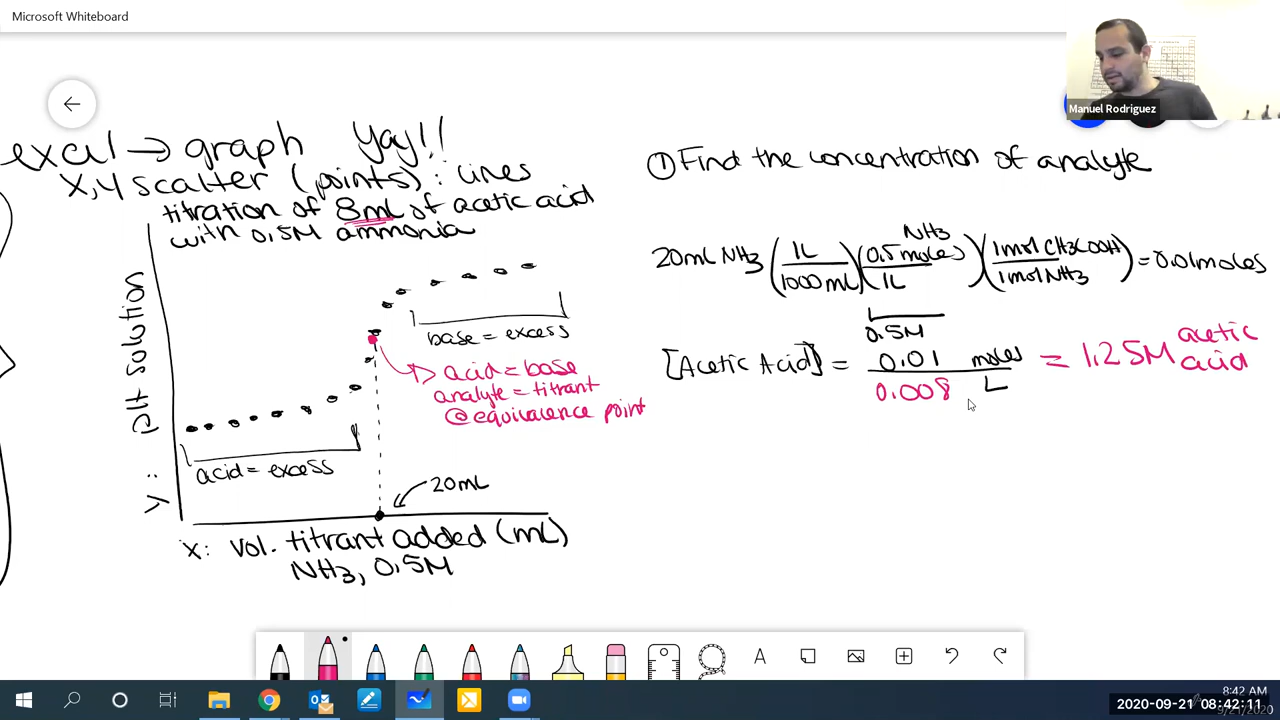 Microsoft Whiteboard
Manuel Rodriguez
excel → graph Yay!!
X,Y scatter (points): lines
titration of 8mL of acetic acid
with 0.5M ammonia
Y: pH solution
base = excess
acid = base
analyte = titrant
@equivalence point
acid = excess
20mL
x: vol. titrant added (mL)
NH3, 0.5M
① Find the concentration of analyte
20mL NH3 (1L/1000mL)(0.5 moles NH3/1L)(1mol CH3COOH/1mol NH3) = 0.01moles
0.5M
[Acetic Acid] = 0.01 moles / 0.008 L = 1.25M acetic acid
8:42 AM
2020-09-21 08:42:11